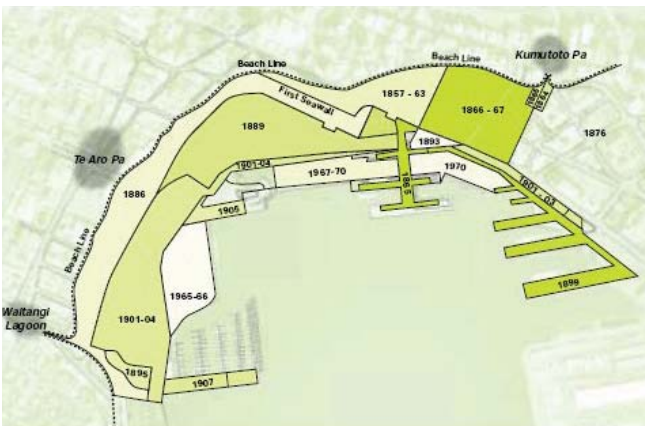 Kumutoto Pa
Beach Line
Beach Line
First Seawall
1857 - 63
1866 - 67
1876
1889
1893
Te Aro Pa
1901-04
1967-70
1970
1886
1901 - 03
1905
Beach Line
1965-66
1899
Waitangi
Lagoon
1901-04
1895
1907